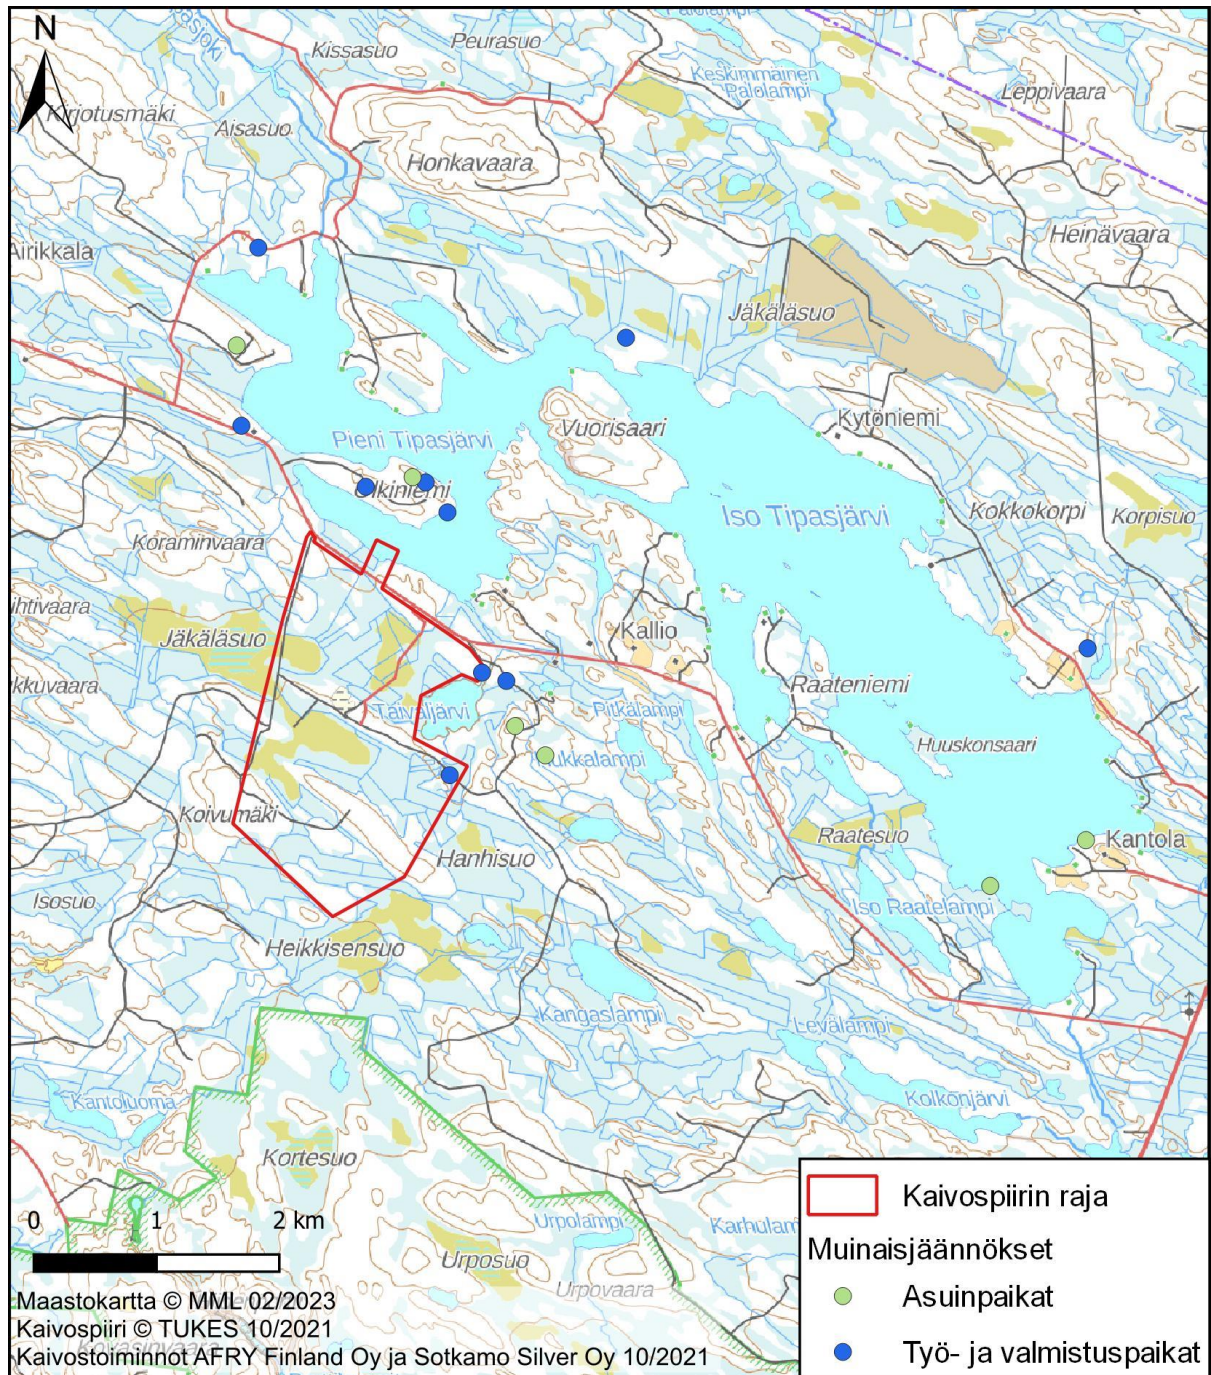 N
Kissasuo
Peurasuo
Keskimmäinen
Palolampi
Leppivaara
Kirjotusmäki
Aisasuo
Honkavaara
Airikkala
Heinävaara
Jäkäläsuo
Kytöniemi
Vuorisaari
Pieni Tipasjärvi
Olkiniemi
Iso Tipasjärvi
Kokkokorpi
Korpisuo
Koraminvaara
Jäkäläsuo
Kallio
Raateniemi
Taivaljärvi
Pitkälampi
Hukkalampi
Huuskonsaari
Koivumäki
Hanhisuo
Raatesuo
Kantola
Isosuo
Iso Raatelampi
Heikkisensuo
Kangaslampi
Levälampi
Kantoluoma
Kolkonjärvi
Kortesuo
Urpolampi
Karhulam
Urposuo
Urpovaara
0 1 2 km
Kaivospiirin raja
Muinaisjäännökset
Asuinpaikat
Työ- ja valmistuspaikat
Maastokartta © MML 02/2023
Kaivospiiri © TUKES 10/2021
Kaivostoiminnot AFRY Finland Oy ja Sotkamo Silver Oy 10/2021